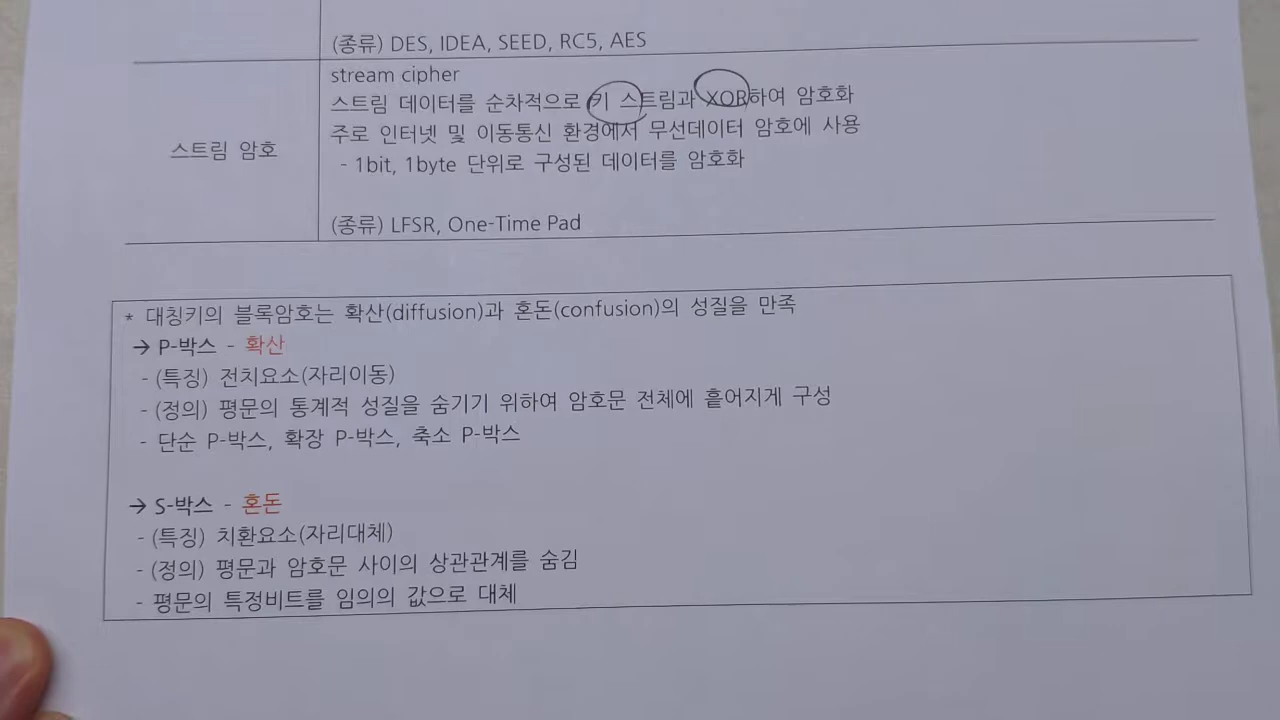 (종류) DES, IDEA, SEED, RC5, AES
stream cipher
스트림 데이터를 순차적으로 키 스트림과 XOR하여 암호화
주로 인터넷 및 이동통신 환경에서 무선데이터 암호에 사용
스트림 암호
- 1bit, 1byte 단위로 구성된 데이터를 암호화
(종류) LFSR, One-Time Pad
* 대칭키의 블록암호는 확산(diffusion)과 혼돈(confusion)의 성질을 만족
→ P-박스 - 확산
- (특징) 전치요소(자리이동)
- (정의) 평문의 통계적 성질을 숨기기 위하여 암호문 전체에 흩어지게 구성
- 단순 P-박스, 확장 P-박스, 축소 P-박스
→ S-박스 - 혼돈
- (특징) 치환요소(자리대체)
- (정의) 평문과 암호문 사이의 상관관계를 숨김
- 평문의 특정비트를 임의의 값으로 대체